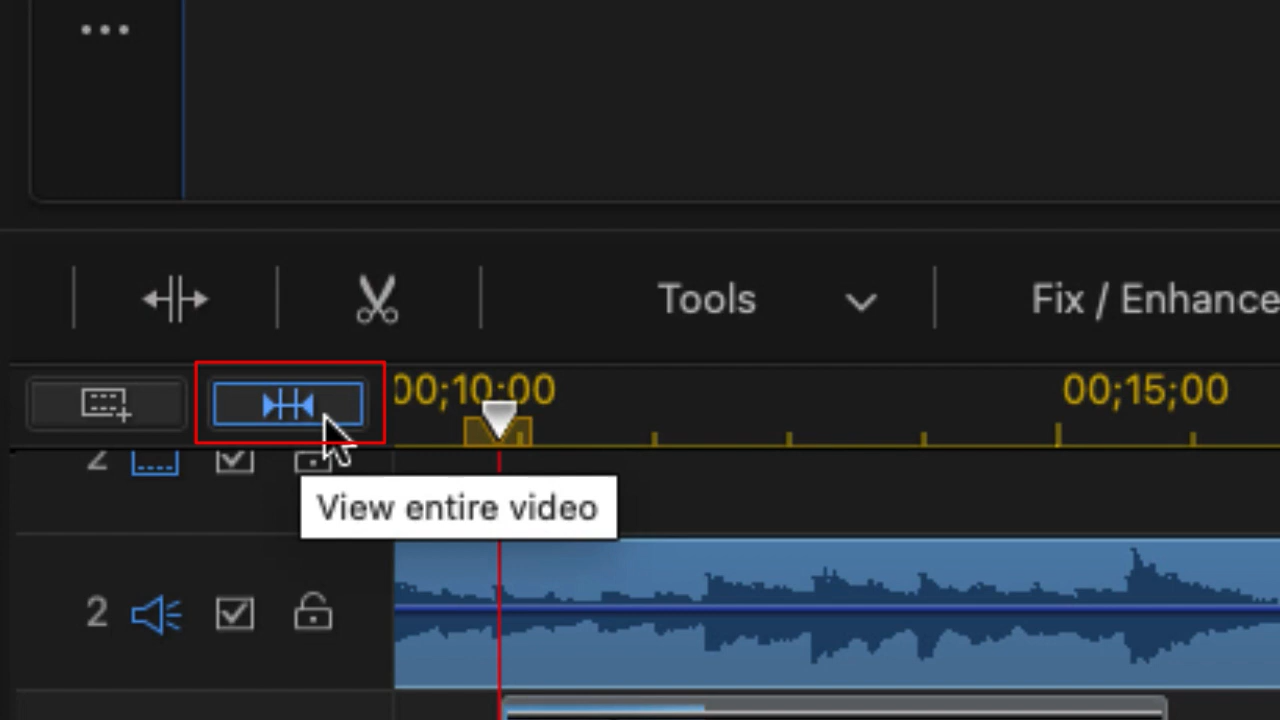 Tools
Fix / Enhance
00;10;00
00;15;00
2
View entire video
2